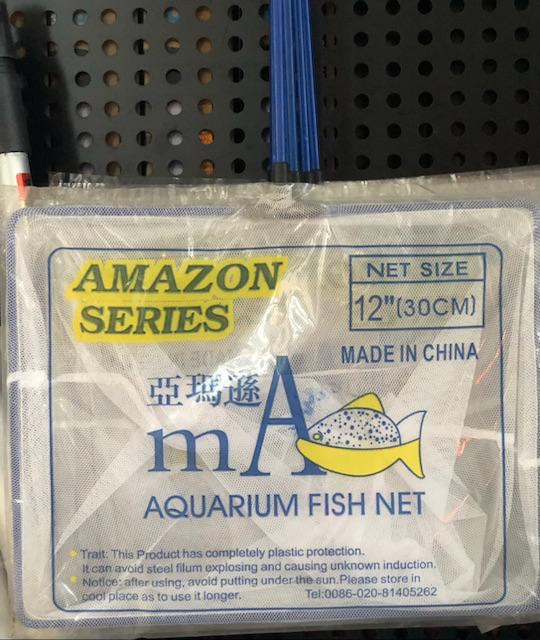 AMAZON
SERIES
NET SIZE
12"(30CM)
MADE IN CHINA
亞瑪遜
mA
AQUARIUM FISH NET
Trait: This Product has completely plastic protection.
It can avoid steel filum explosing and causing unknown induction.
Notice: after using, avoid putting under the sun.Please store in
cool place as to use it longer. Tel:0086-020-81405262